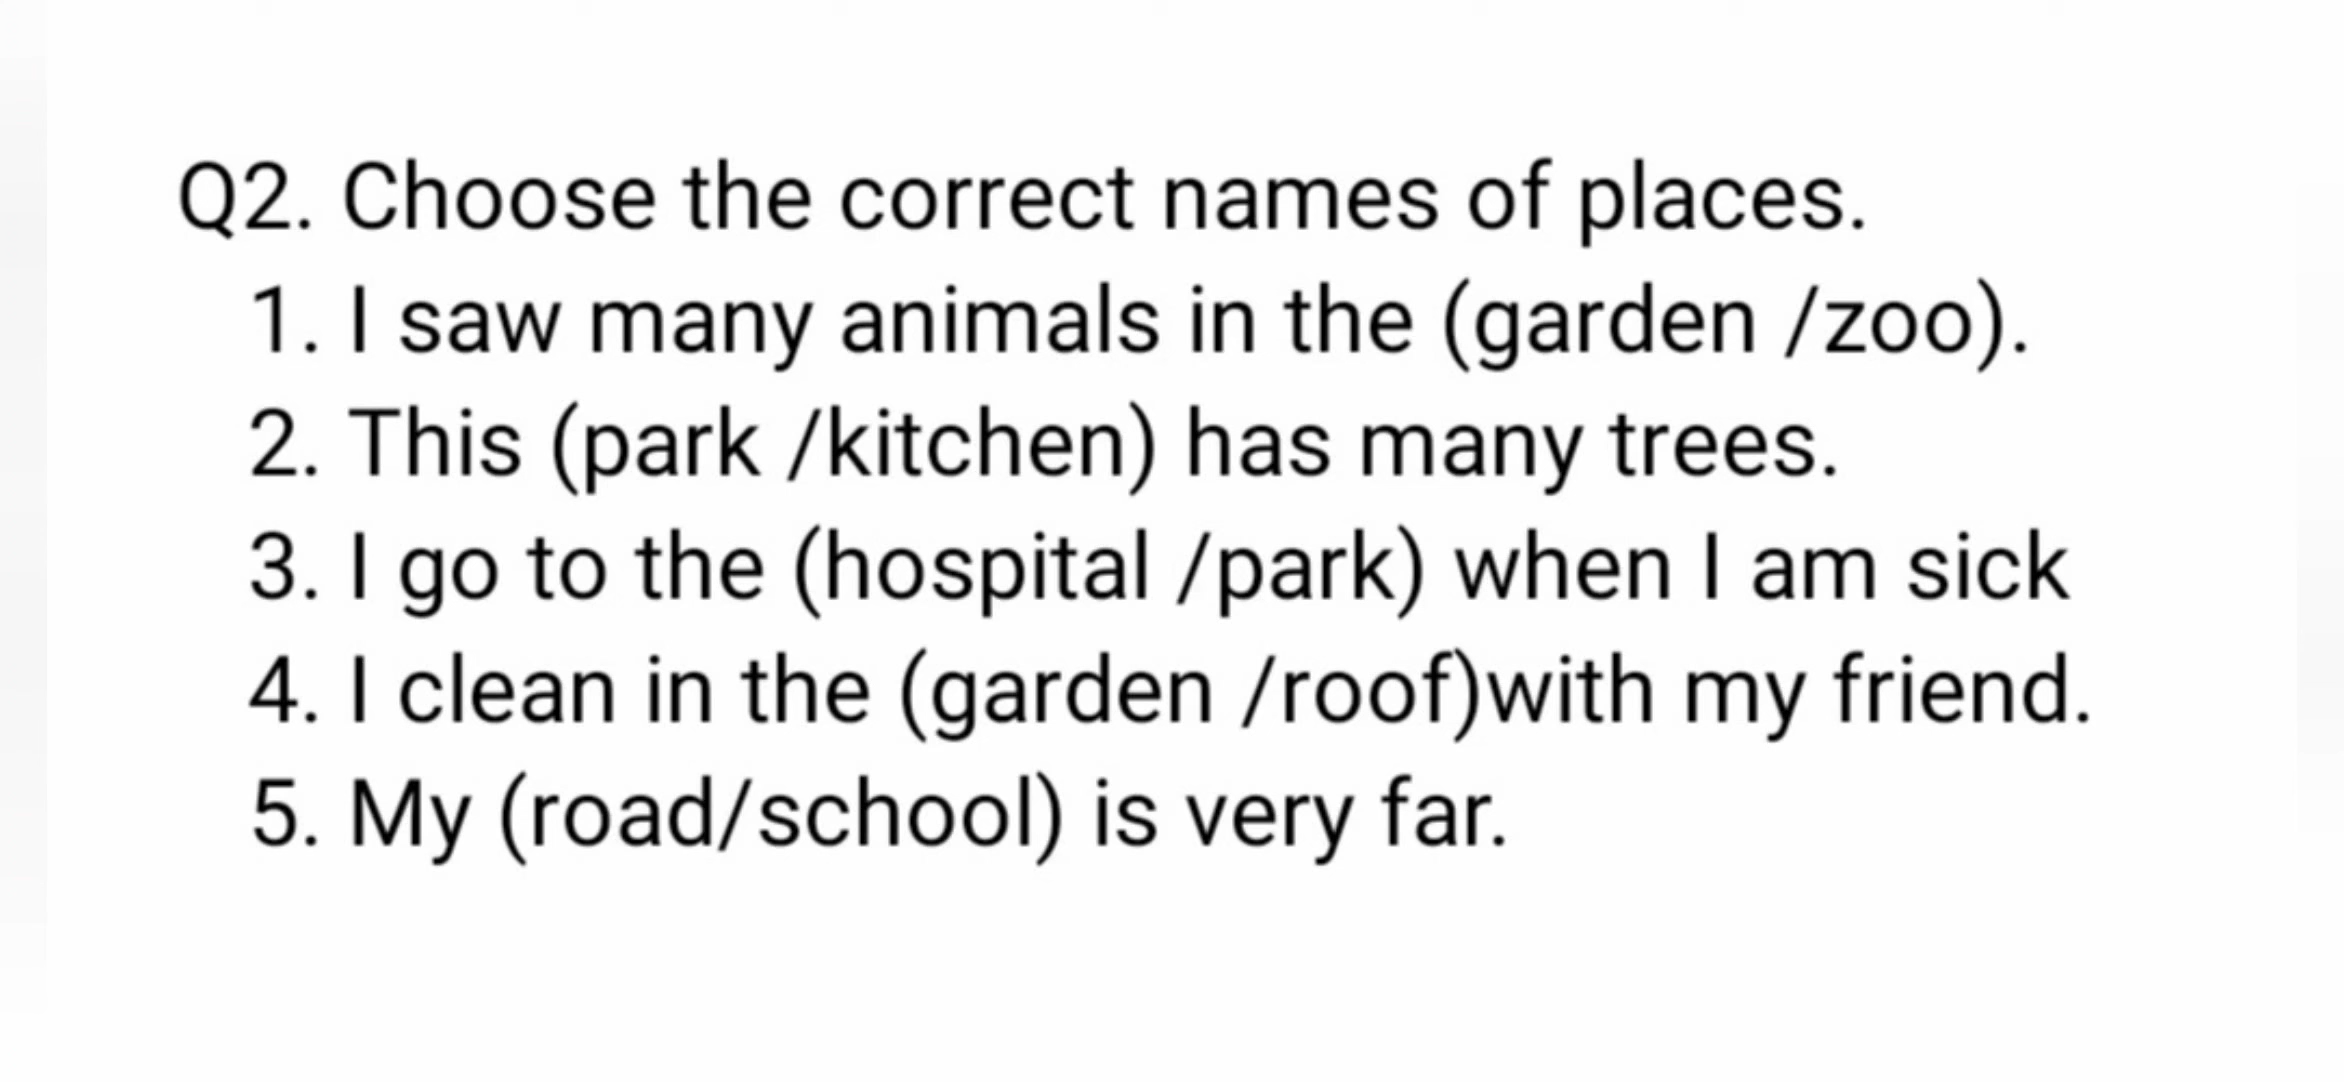 Q2. Choose the correct names of places.
1. I saw many animals in the (garden /zoo).
2. This (park /kitchen) has many trees.
3. I go to the (hospital /park) when I am sick
4. I clean in the (garden /roof)with my friend.
5. My (road/school) is very far.